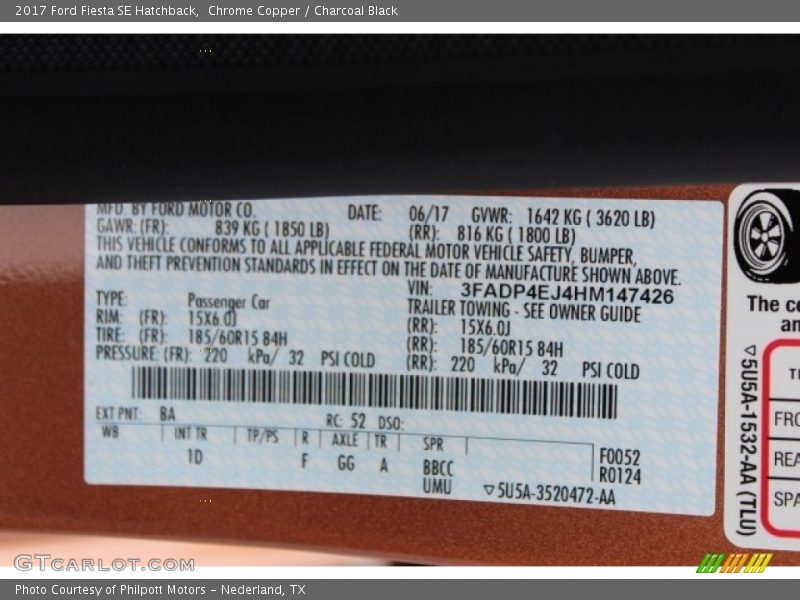 2017 Ford Fiesta SE Hatchback, Chrome Copper / Charcoal Black
MFD. BY FORD MOTOR CO. DATE: 06/17 GVWR: 1642 KG ( 3620 LB)
GAWR: (FR): 839 KG ( 1850 LB) (RR): 816 KG ( 1800 LB)
THIS VEHICLE CONFORMS TO ALL APPLICABLE FEDERAL MOTOR VEHICLE SAFETY, BUMPER,
AND THEFT PREVENTION STANDARDS IN EFFECT ON THE DATE OF MANUFACTURE SHOWN ABOVE.
VIN: 3FADP4EJ4HM147426
TYPE: Passenger Car TRAILER TOWING - SEE OWNER GUIDE
RIM: (FR): 15X6.0J (RR): 15X6.0J
TIRE: (FR): 185/60R15 84H (RR): 185/60R15 84H
PRESSURE: (FR): 220 kPa/ 32 PSI COLD (RR): 220 kPa/ 32 PSI COLD
EXT PNT: BA RC: 52 DSO:
WB INT TR TP/PS R AXLE TR SPR
1D F GG A BBCC
UMU
F0052
R0124
▽5U5A-3520472-AA
The co
an
▽5U5A-1532-AA (TLU)
TI
FRO
REA
SPA
GTCarLot.com
Photo Courtesy of Philpott Motors - Nederland, TX